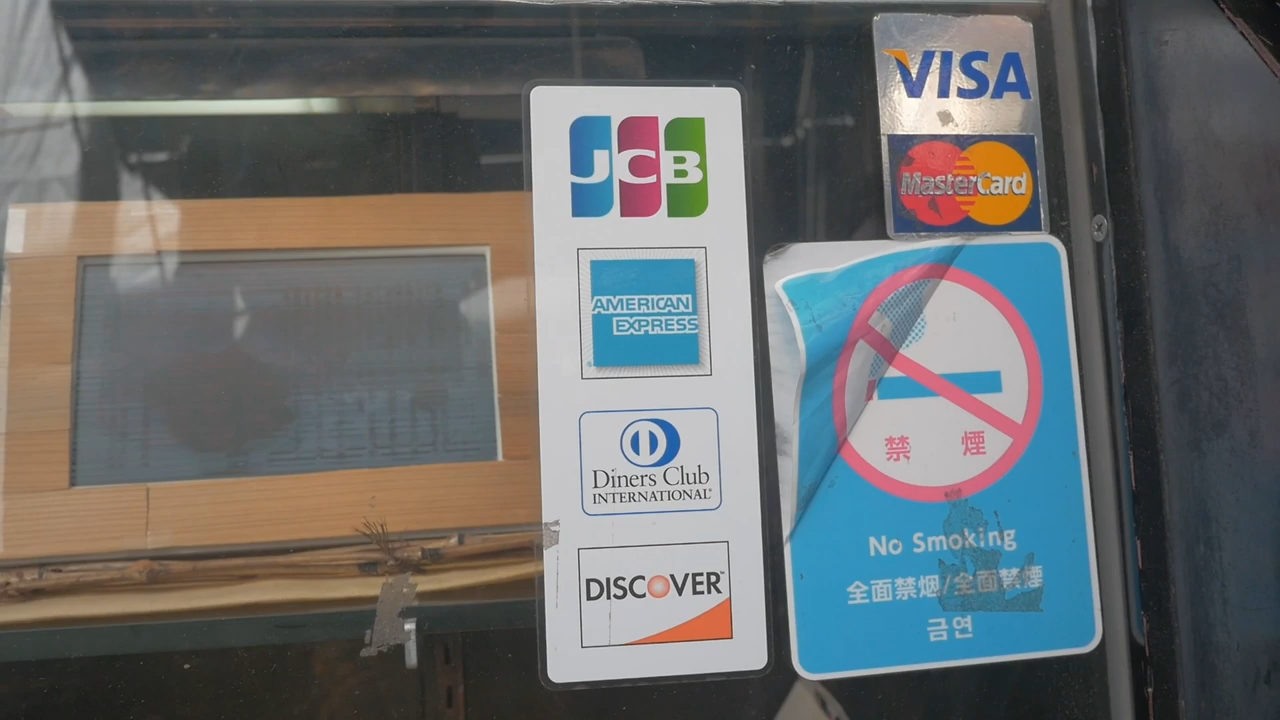 JCB
AMERICAN
EXPRESS
Diners Club
INTERNATIONAL®
DISCOVER™
VISA
MasterCard
禁 煙
No Smoking
全面禁烟/全面禁煙
금연